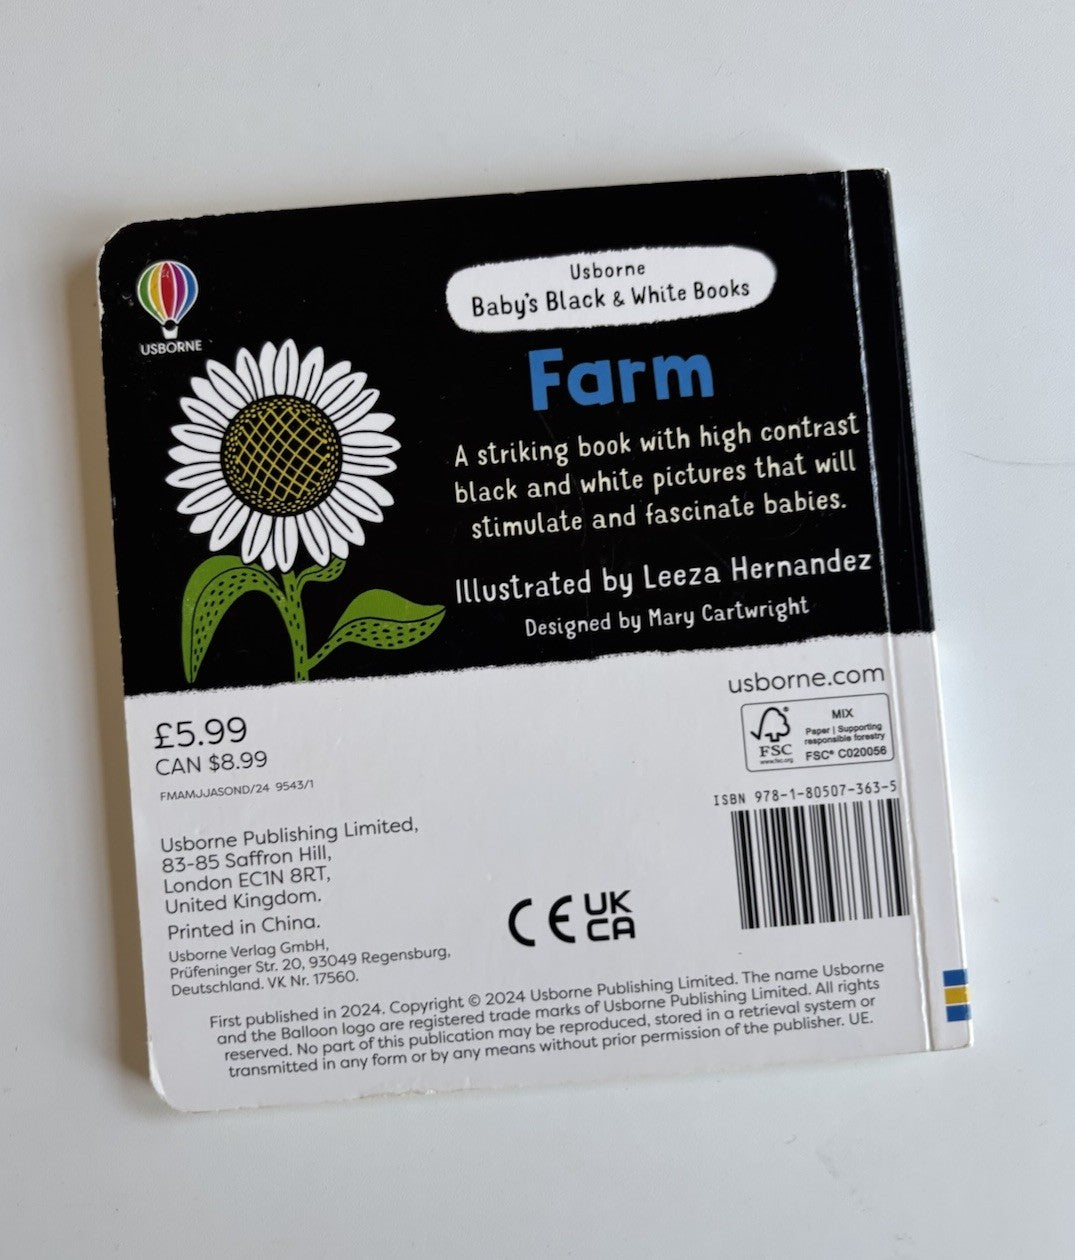 USBORNE
Usborne
Baby's Black & White Books
Farm
A striking book with high contrast
black and white pictures that will
stimulate and fascinate babies.
Illustrated by Leeza Hernandez
Designed by Mary Cartwright
£5.99
CAN $8.99
FMAMJJASOND/24 9543/1
Usborne Publishing Limited,
83-85 Saffron Hill,
London EC1N 8RT,
United Kingdom.
Printed in China.
Usborne Verlag GmbH,
Prüfeninger Str. 20, 93049 Regensburg,
Deutschland. VK Nr. 17560.
usborne.com
FSC
www.fsc.org
MIX
Paper | Supporting
responsible forestry
FSC® C020056
ISBN 978-1-80507-363-5
CE
UK
CA
First published in 2024. Copyright © 2024 Usborne Publishing Limited. The name Usborne
and the Balloon logo are registered trade marks of Usborne Publishing Limited. All rights
reserved. No part of this publication may be reproduced, stored in a retrieval system or
transmitted in any form or by any means without prior permission of the publisher. UE.